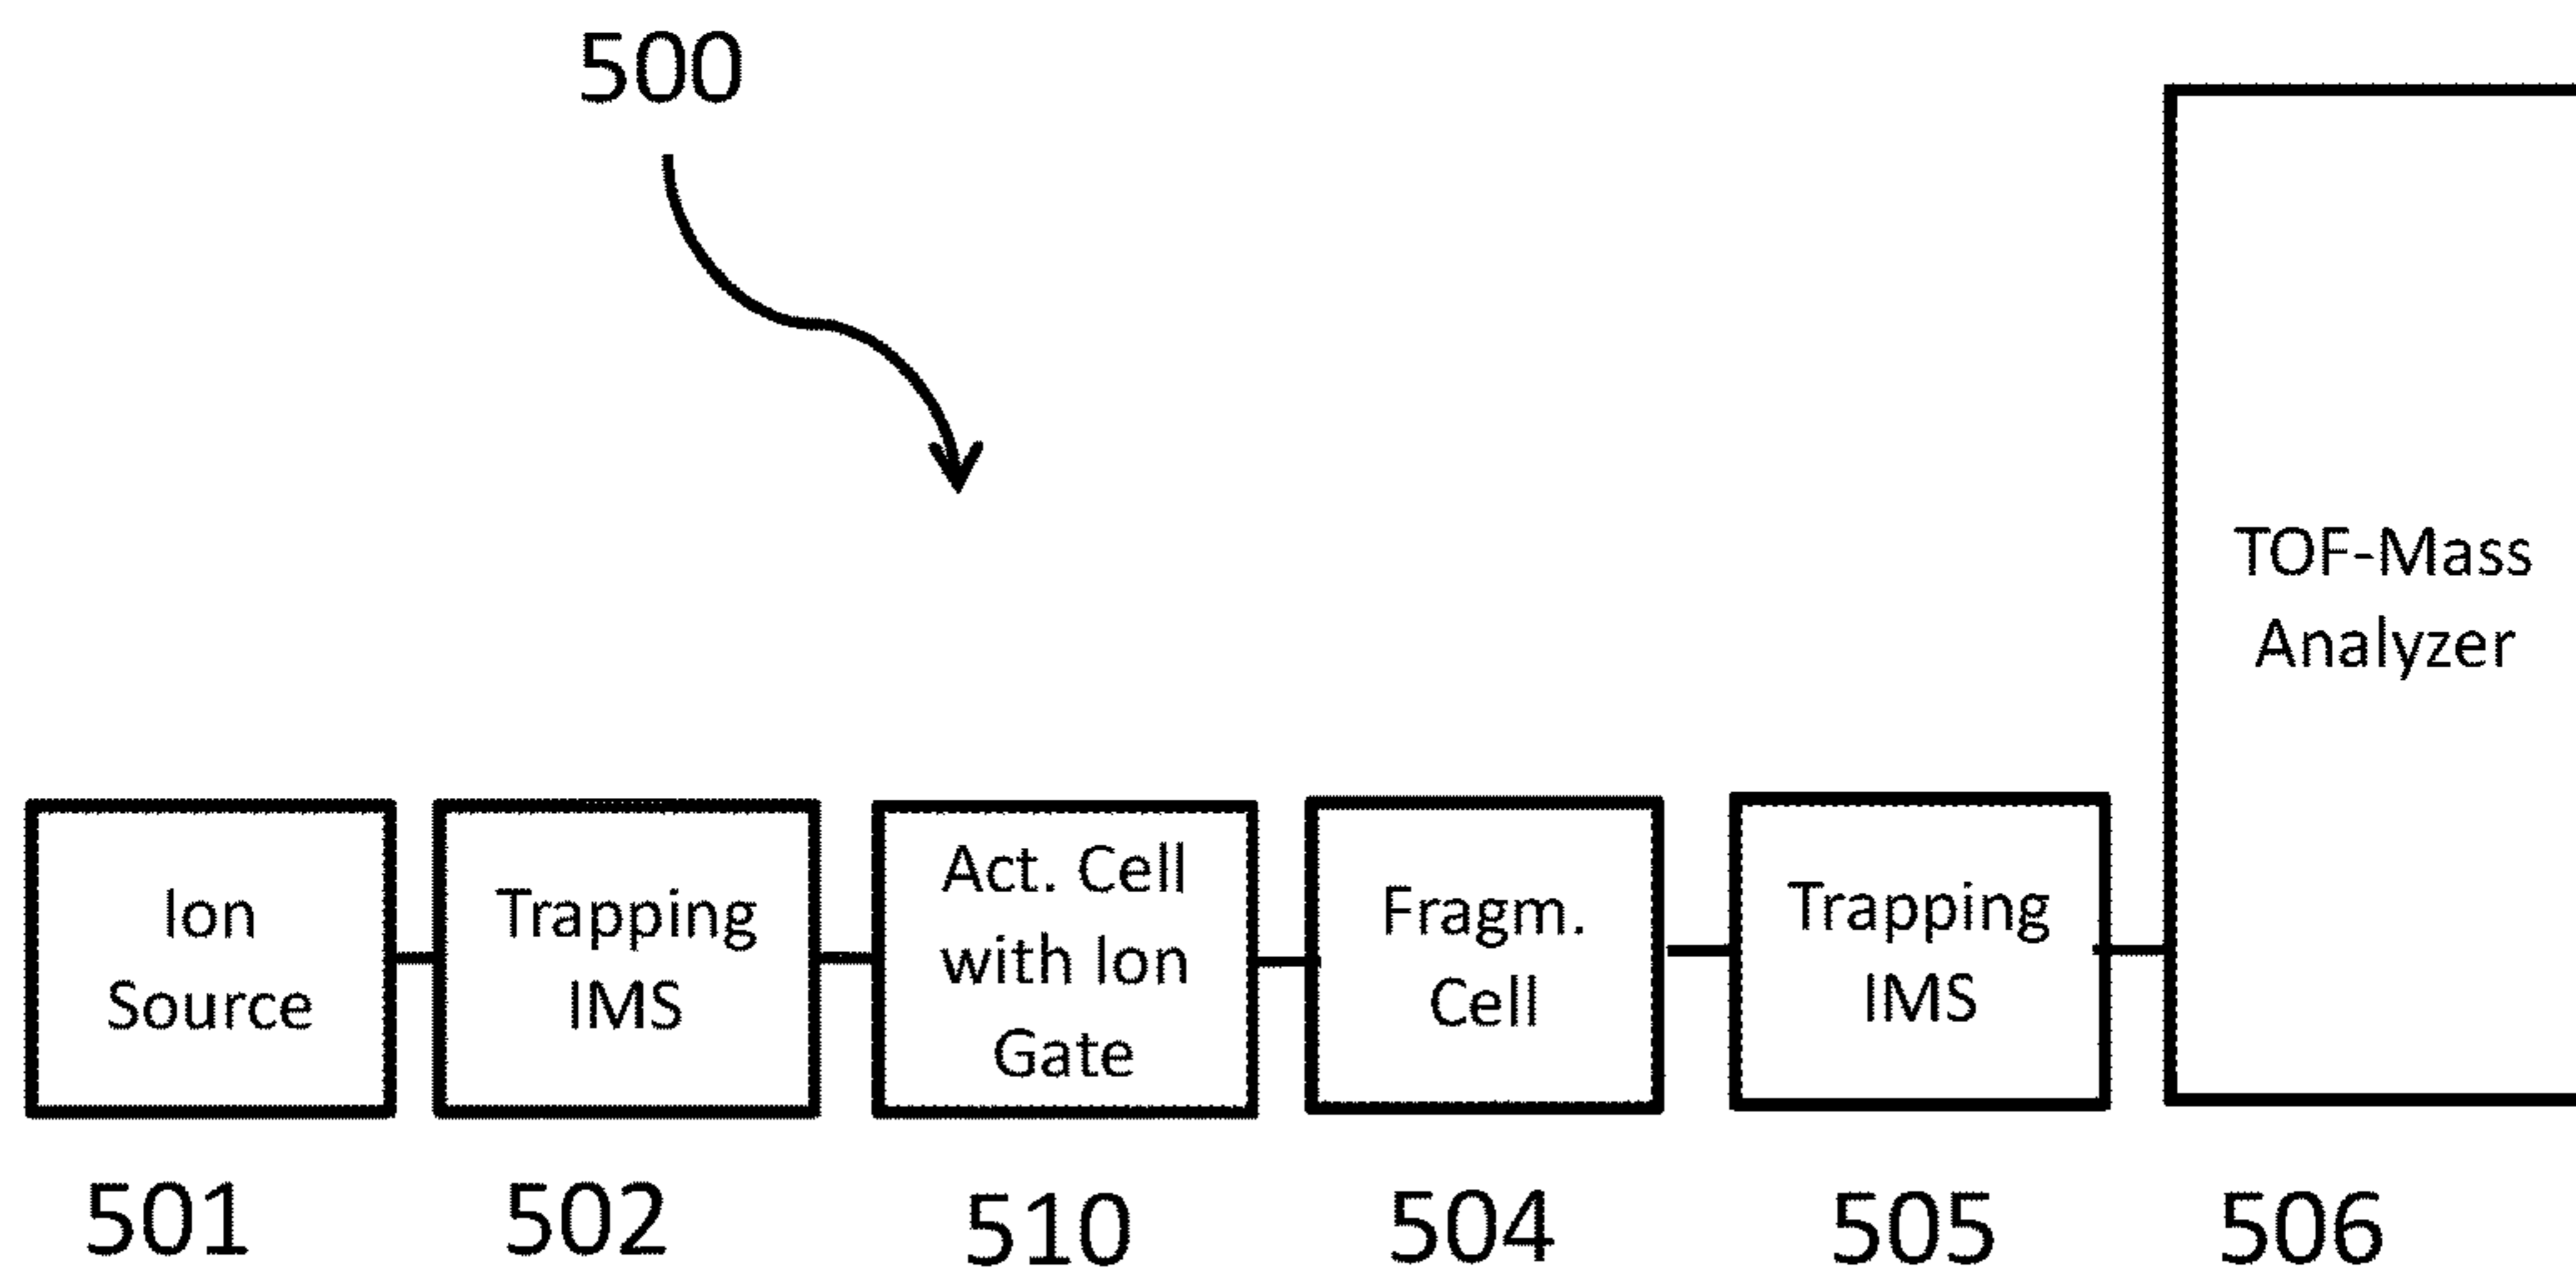 500
TOF-Mass
Analyzer
Ion
Source
Trapping
IMS
Act. Cell
with Ion
Gate
Fragm.
Cell
Trapping
IMS
501
502
510
504
505
506